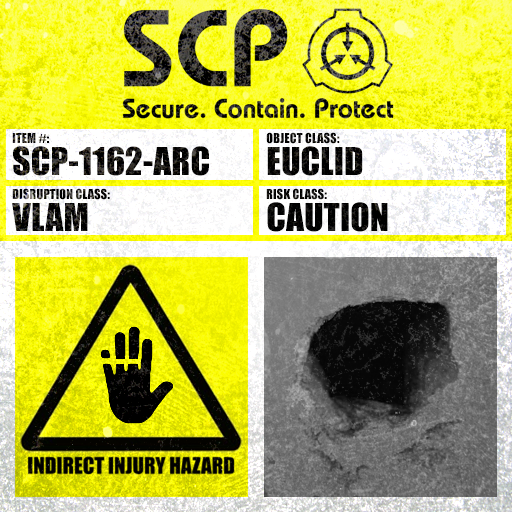 SCP
Secure. Contain. Protect
ITEM #:
SCP-1162-ARC
OBJECT CLASS:
EUCLID
DISRUPTION CLASS:
VLAM
RISK CLASS:
CAUTION
INDIRECT INJURY HAZARD